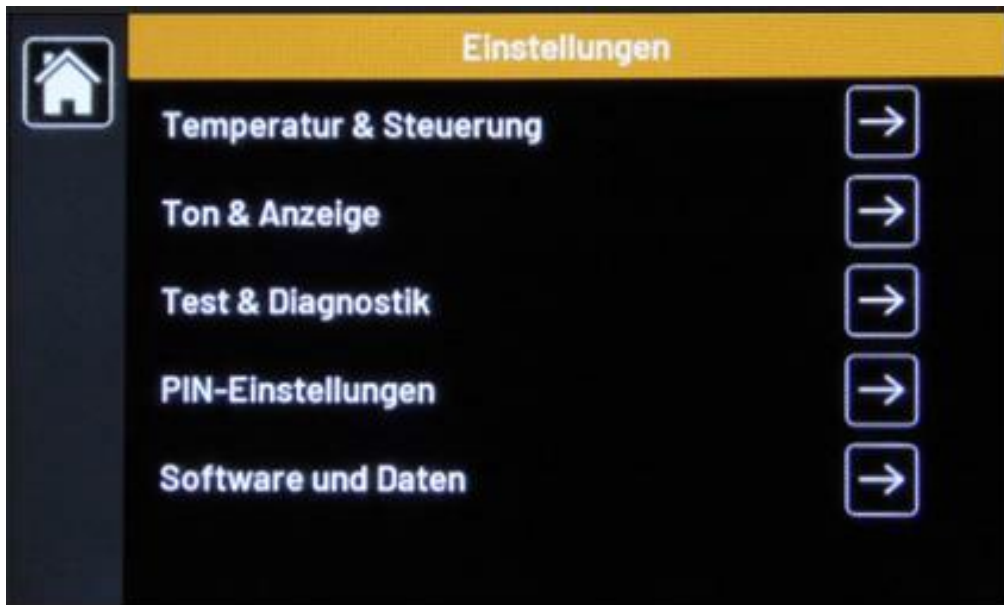 Einstellungen
Temperatur & Steuerung
Ton & Anzeige
Test & Diagnostik
PIN-Einstellungen
Software und Daten